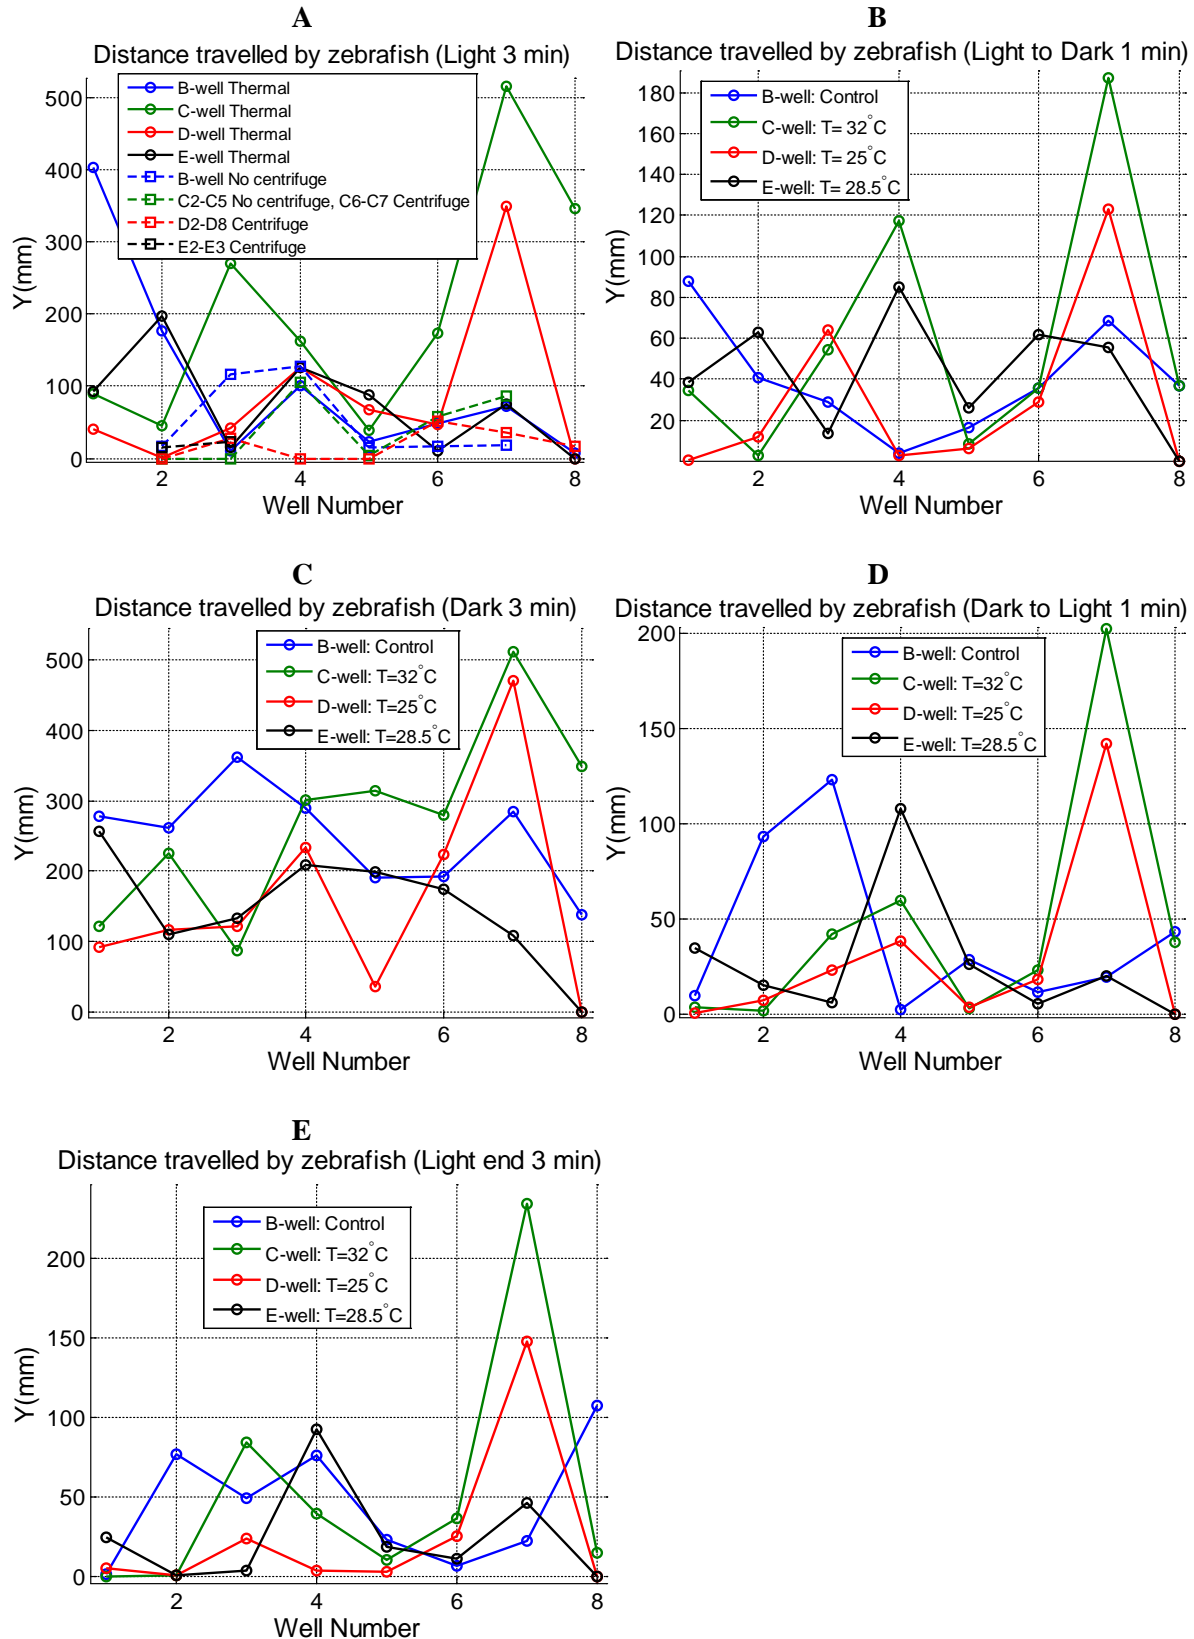 A
Distance travelled by zebrafish (Light 3 min)
B-well Thermal
C-well Thermal
D-well Thermal
E-well Thermal
B-well No centrifuge
C2-C5 No centrifuge, C6-C7 Centrifuge
D2-D8 Centrifuge
E2-E3 Centrifuge
500
400
300
200
100
0
Y(mm)
2 4 6 8
Well Number
B
Distance travelled by zebrafish (Light to Dark 1 min)
B-well: Control
C-well: T= 32°C
D-well: T= 25°C
E-well: T= 28.5°C
180
160
140
120
100
80
60
40
20
Y(mm)
2 4 6 8
Well Number
C
Distance travelled by zebrafish (Dark 3 min)
B-well: Control
C-well: T=32°C
D-well: T=25°C
E-well: T=28.5°C
500
400
300
200
100
0
Y(mm)
2 4 6 8
Well Number
D
Distance travelled by zebrafish (Dark to Light 1 min)
B-well: Control
C-well: T=32°C
D-well: T=25°C
E-well: T=28.5°C
200
150
100
50
0
Y(mm)
2 4 6 8
Well Number
E
Distance travelled by zebrafish (Light end 3 min)
B-well: Control
C-well: T=32°C
D-well: T=25°C
E-well: T=28.5°C
200
150
100
50
0
Y(mm)
2 4 6 8
Well Number